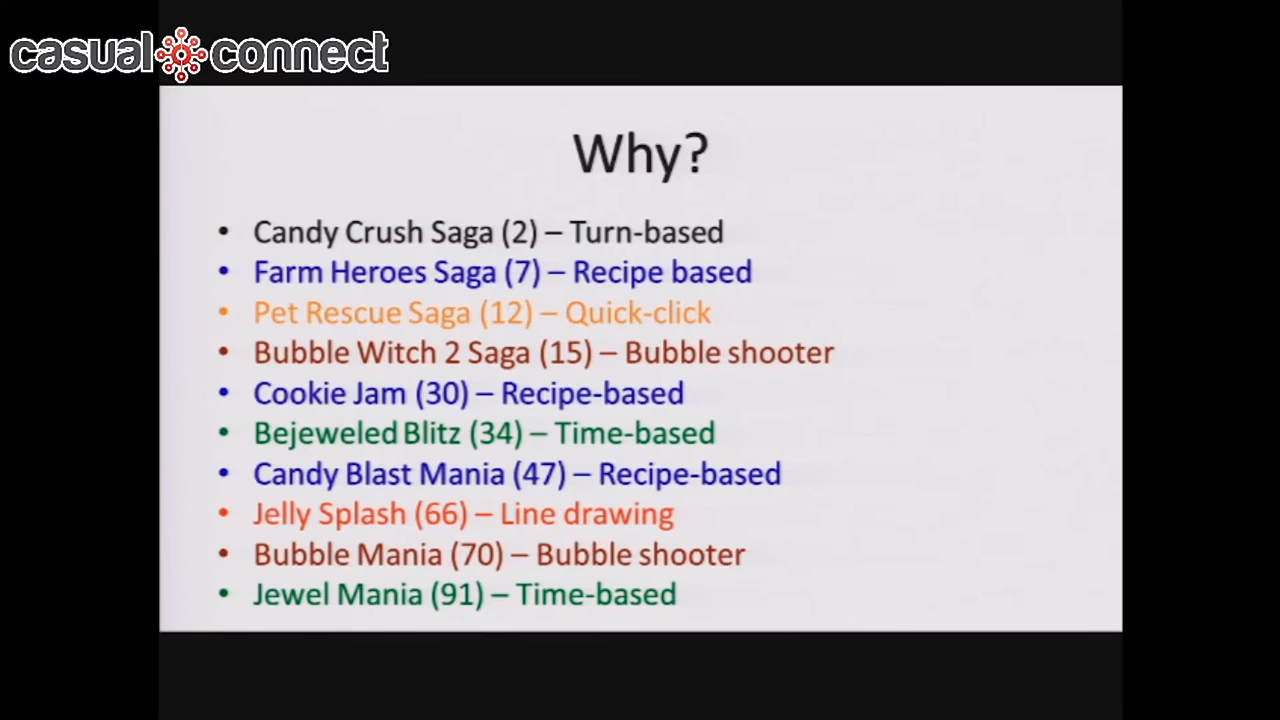 casual connect
Why?
• Candy Crush Saga (2) – Turn-based
• Farm Heroes Saga (7) – Recipe based
• Pet Rescue Saga (12) – Quick-click
• Bubble Witch 2 Saga (15) – Bubble shooter
• Cookie Jam (30) – Recipe-based
• Bejeweled Blitz (34) – Time-based
• Candy Blast Mania (47) – Recipe-based
• Jelly Splash (66) – Line drawing
• Bubble Mania (70) – Bubble shooter
• Jewel Mania (91) – Time-based